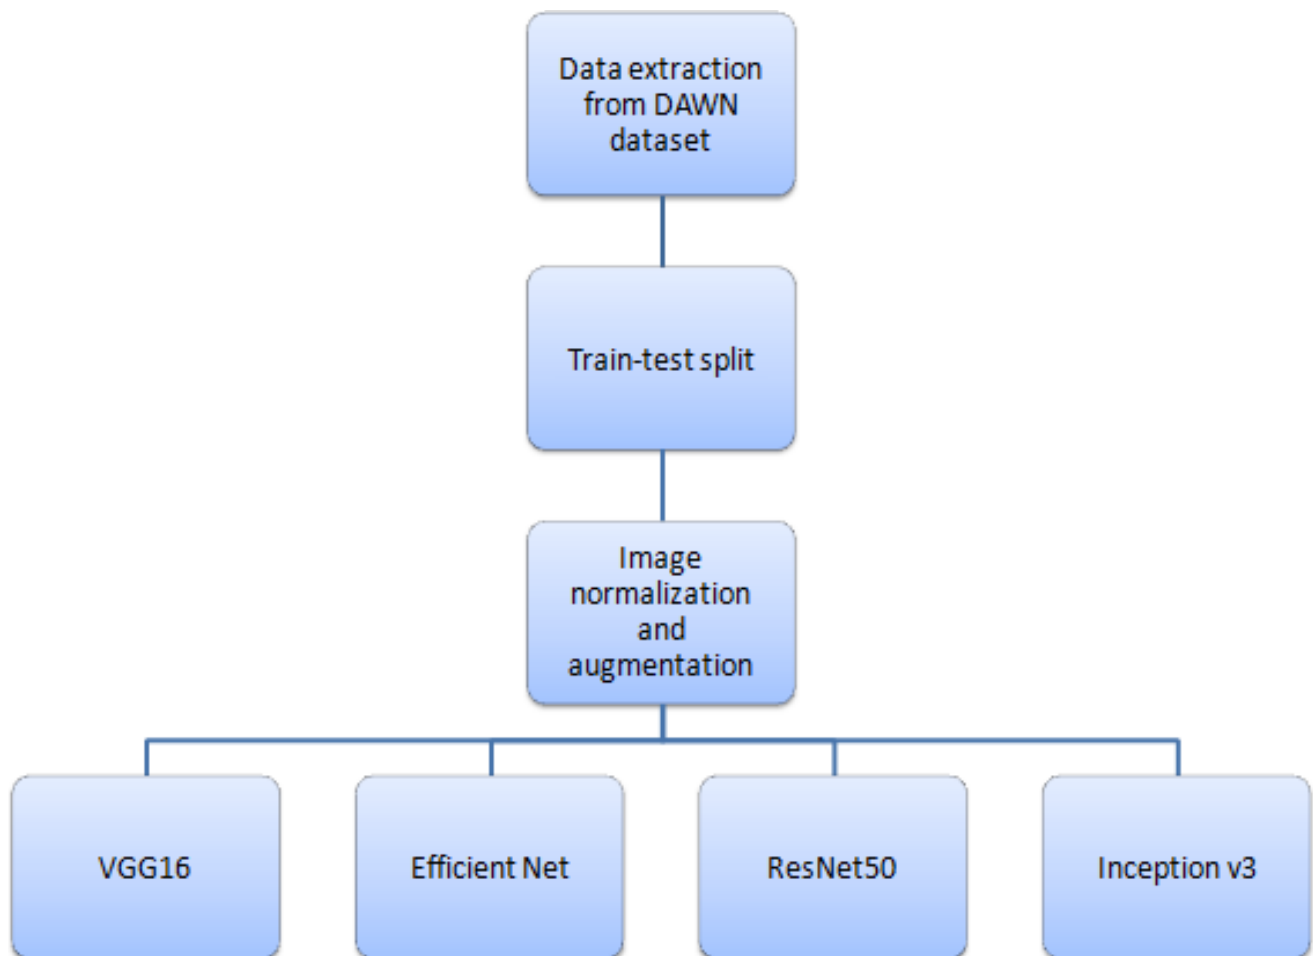 Data extraction
from DAWN
dataset
Train-test split
Image
normalization
and
augmentation
VGG16
Efficient Net
ResNet50
Inception v3